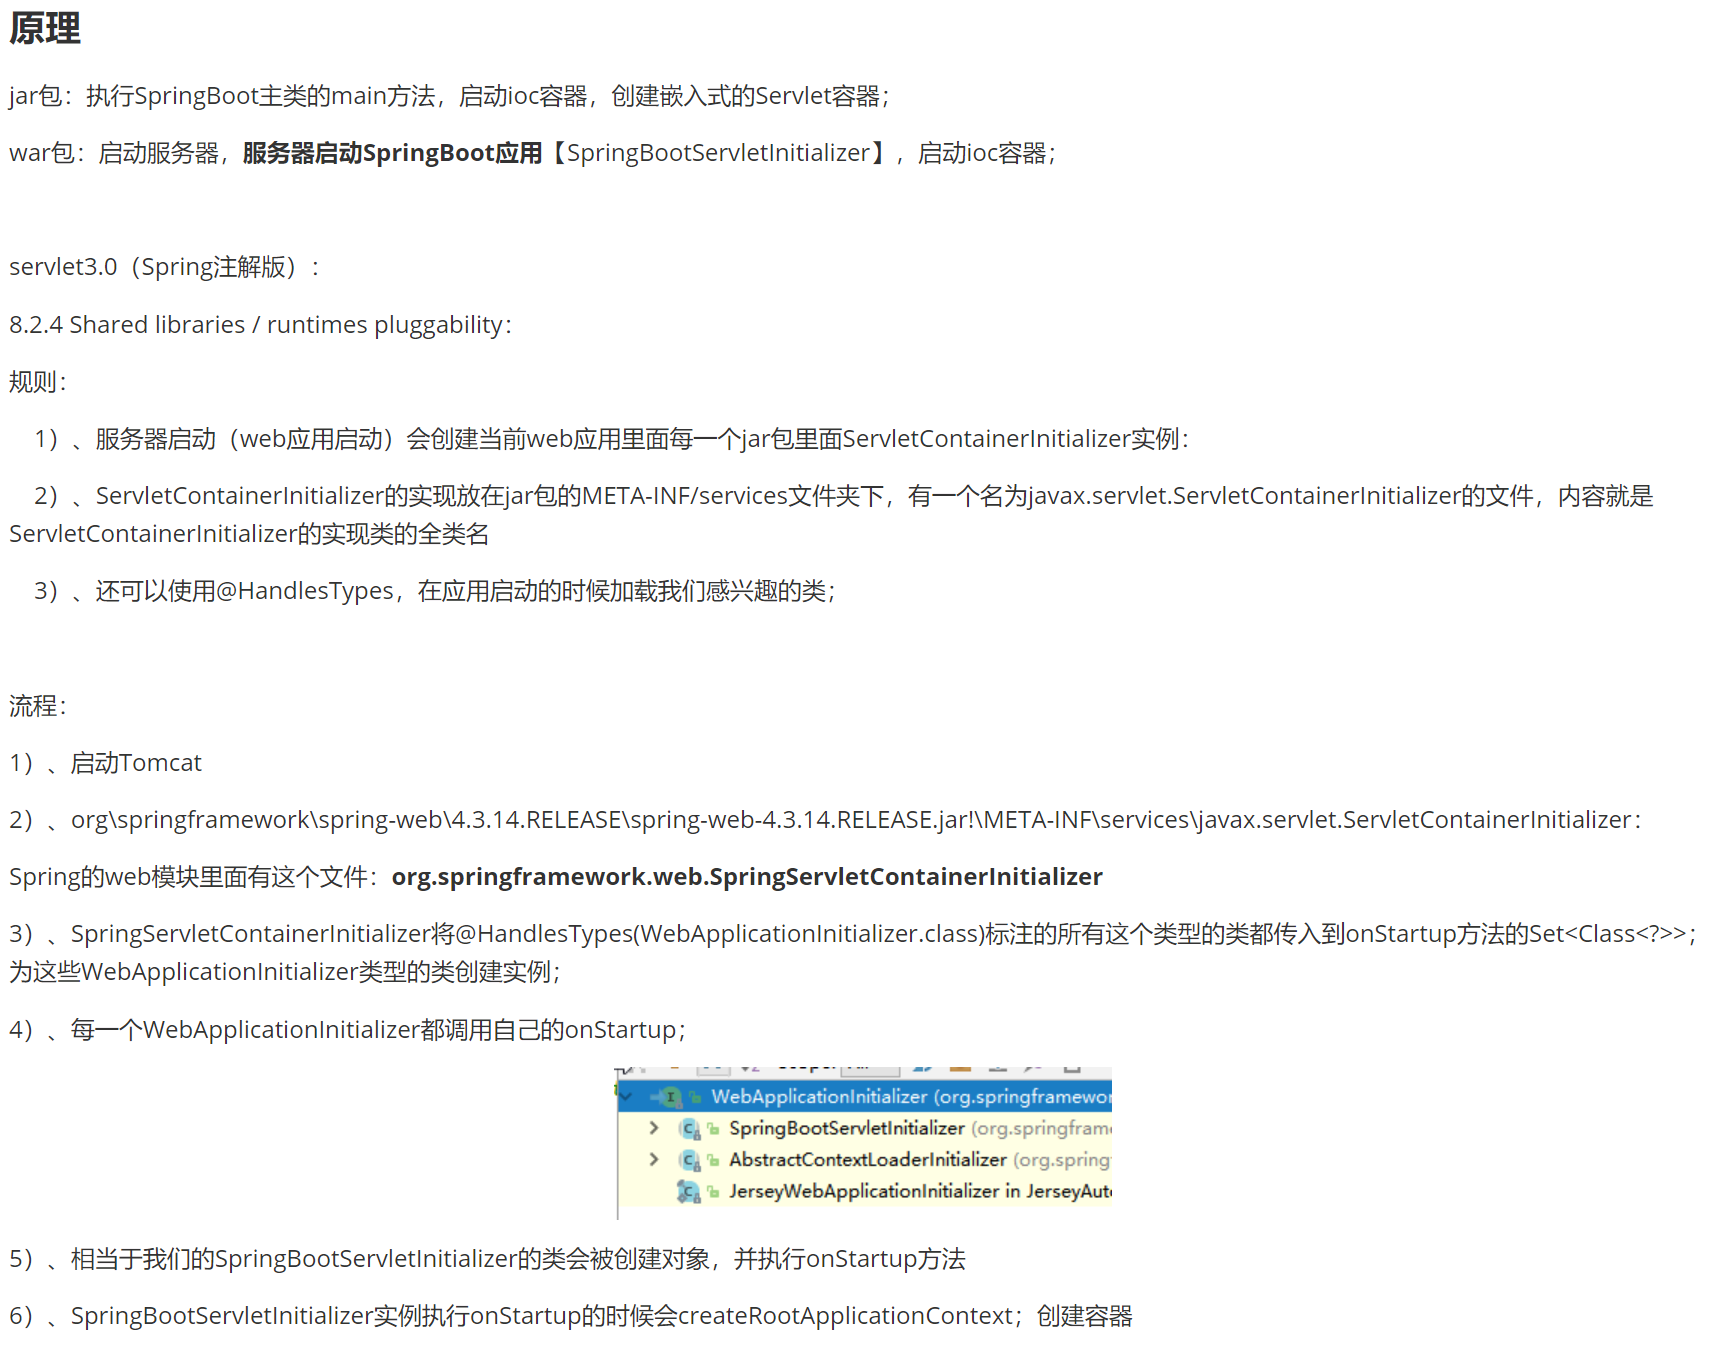 原理
jar包：执行SpringBoot主类的main方法，启动ioc容器，创建嵌入式的Servlet容器；
war包：启动服务器，服务器启动SpringBoot应用【SpringBootServletInitializer】，启动ioc容器；
servlet3.0（Spring注解版）：
8.2.4 Shared libraries / runtimes pluggability：
规则：
1）、服务器启动（web应用启动）会创建当前web应用里面每一个jar包里面ServletContainerInitializer实例：
2）、ServletContainerInitializer的实现放在jar包的META-INF/services文件夹下，有一个名为javax.servlet.ServletContainerInitializer的文件，内容就是
ServletContainerInitializer的实现类的全类名
3）、还可以使用@HandlesTypes，在应用启动的时候加载我们感兴趣的类；
流程：
1）、启动Tomcat
2）、org\springframework\spring-web\4.3.14.RELEASE\spring-web-4.3.14.RELEASE.jar!\META-INF\services\javax.servlet.ServletContainerInitializer：
Spring的web模块里面有这个文件：org.springframework.web.SpringServletContainerInitializer
3）、SpringServletContainerInitializer将@HandlesTypes(WebApplicationInitializer.class)标注的所有这个类型的类都传入到onStartup方法的Set<Class<?>>；
为这些WebApplicationInitializer类型的类创建实例；
4）、每一个WebApplicationInitializer都调用自己的onStartup；
WebApplicationInitializer (org.springframewor
SpringBootServletInitializer (org.springfram
AbstractContextLoaderInitializer (org.spring
JerseyWebApplicationInitializer in JerseyAut
5）、相当于我们的SpringBootServletInitializer的类会被创建对象，并执行onStartup方法
6）、SpringBootServletInitializer实例执行onStartup的时候会createRootApplicationContext；创建容器